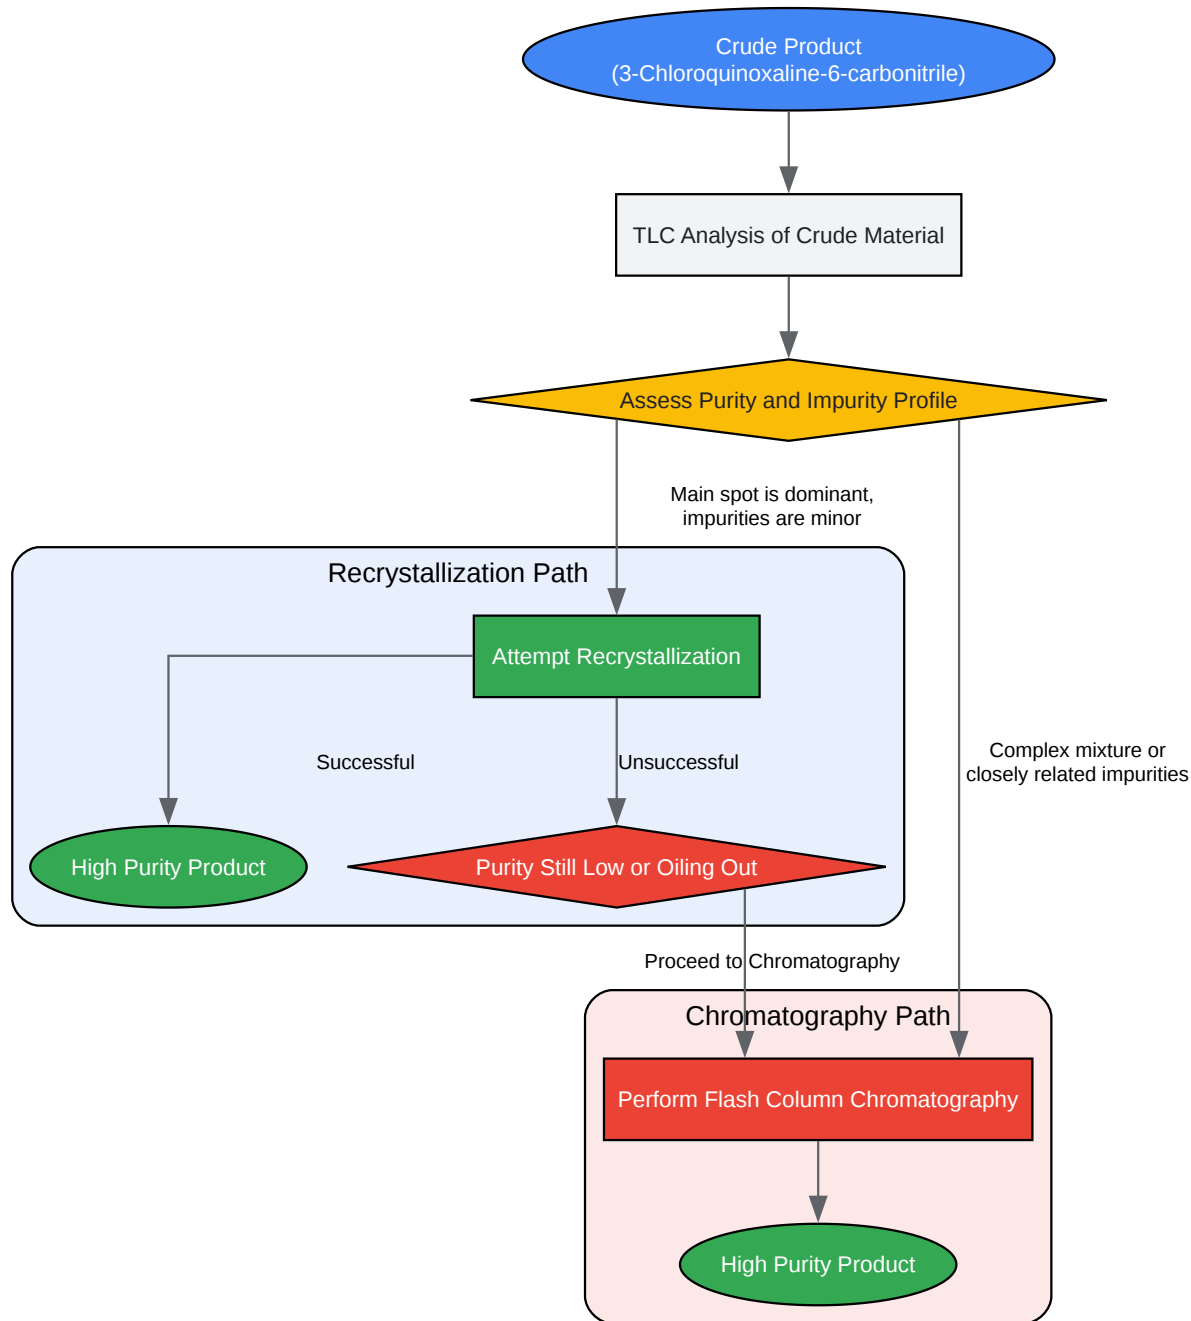 Crude Product
(3-Chloroquinoxaline-6-carbonitrile)
TLC Analysis of Crude Material
Assess Purity and Impurity Profile
Main spot is dominant,
impurities are minor
Recrystallization Path
Attempt Recrystallization
Complex mixture or
closely related impurities
Successful
Unsuccessful
High Purity Product
Purity Still Low or Oiling Out
Proceed to Chromatography
Chromatography Path
Perform Flash Column Chromatography
High Purity Product